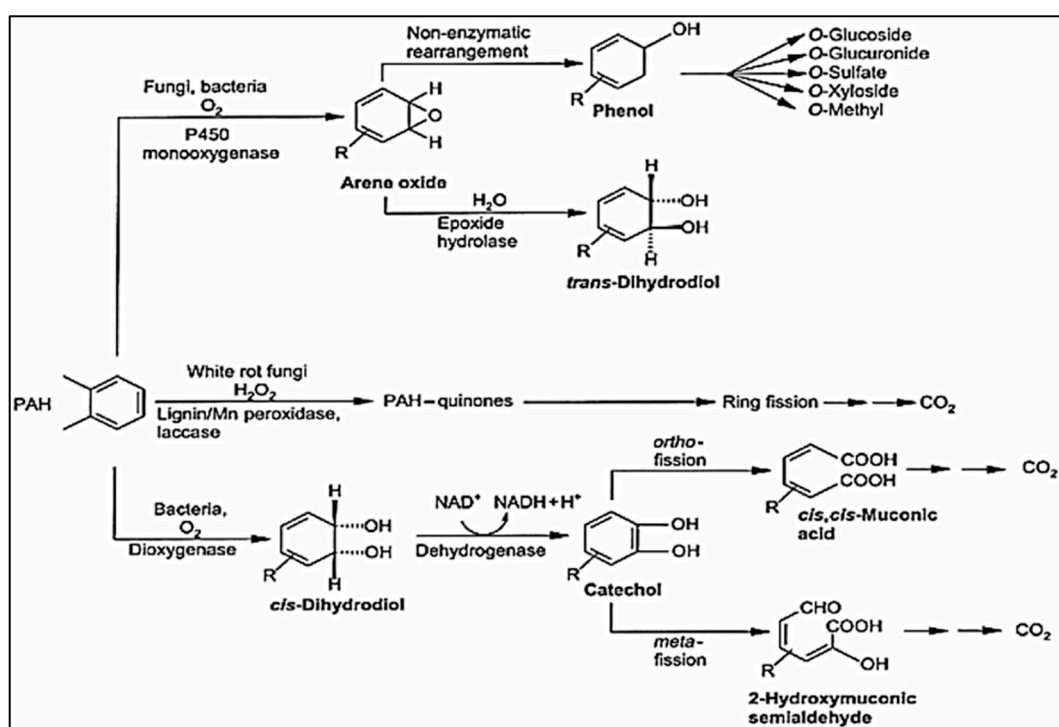 Non-enzymatic
rearrangement
OH
R
Phenol
O-Glucoside
O-Glucuronide
O-Sulfate
O-Xyloside
O-Methyl
Fungi, bacteria
O2
P450
monooxygenase
H
O
H
R
Arene oxide
H2O
Epoxide
hydrolase
H
OH
OH
R
H
trans-Dihydrodiol
PAH
White rot fungi
H2O2
Lignin/Mn peroxidase,
laccase
PAH–quinones
Ring fission
CO2
Bacteria,
O2
Dioxygenase
H
OH
OH
R
H
cis-Dihydrodiol
NAD+ NADH+H+
Dehydrogenase
OH
OH
R
Catechol
ortho-
fission
COOH
COOH
R
cis,cis-Muconic
acid
CO2
meta-
fission
CHO
COOH
OH
R
2-Hydroxymuconic
semialdehyde
CO2